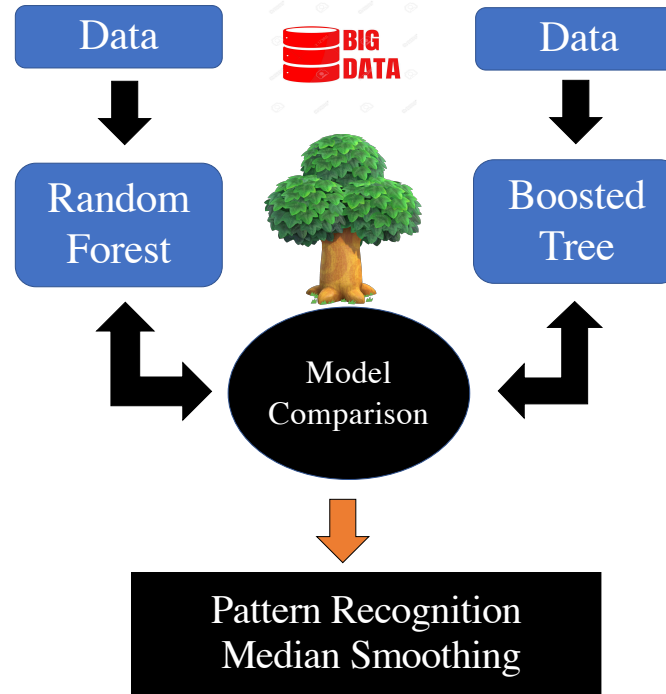 Data
BIG
DATA
Data
Random
Forest
Boosted
Tree
Model
Comparison
Pattern Recognition
Median Smoothing